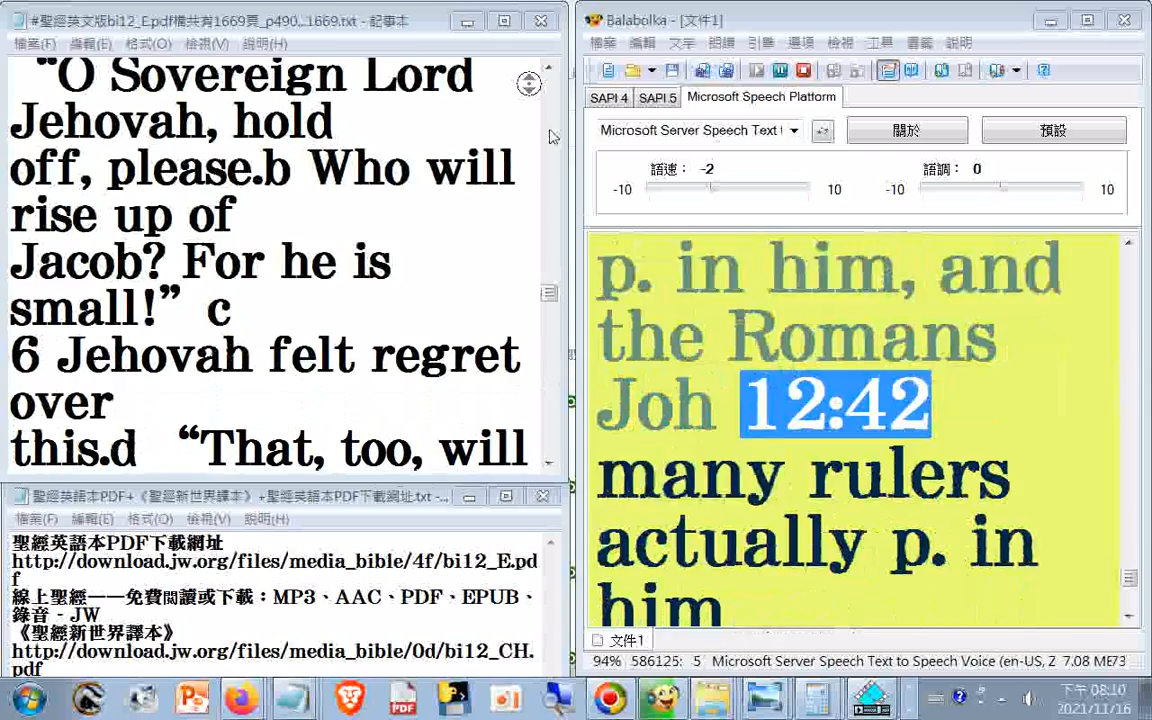 #聖經英文版bi12_E.pdf檔共有1669頁_p490,..1669.txt - 記事本
檔案(F) 編輯(E) 格式(O) 檢視(V) 說明(H)
“O Sovereign Lord
Jehovah, hold
off, please.b Who will
rise up of
Jacob? For he is
small!” c
6 Jehovah felt regret
over
this.d “That, too, will
聖經英語本PDF+《聖經新世界譯本》+聖經英語本PDF下載網址.txt -...
檔案(F) 編輯(E) 格式(O) 檢視(V) 說明(H)
聖經英語本PDF下載網址
http://download.jw.org/files/media_bible/4f/bi12_E.pd
f
線上聖經——免費閱讀或下載：MP3、AAC、PDF、EPUB、
錄音 - JW
《聖經新世界譯本》
http://download.jw.org/files/media_bible/0d/bi12_CH.
pdf
Balabolka - [文件1]
檔案 編輯 文字 朗讀 引擎 選項 檢視 工具 書籤 說明
SAPI 4 SAPI 5 Microsoft Speech Platform
Microsoft Server Speech Text 關於 預設
語速： -2 語調： 0
-10 10 -10 10
p. in him, and
the Romans
Joh 12:42
many rulers
actually p. in
him
文件1
94% 586125: 5 Microsoft Server Speech Text to Speech Voice (en-US, Z 7.08 ME73
PDF
下午 08:10
2021/11/16